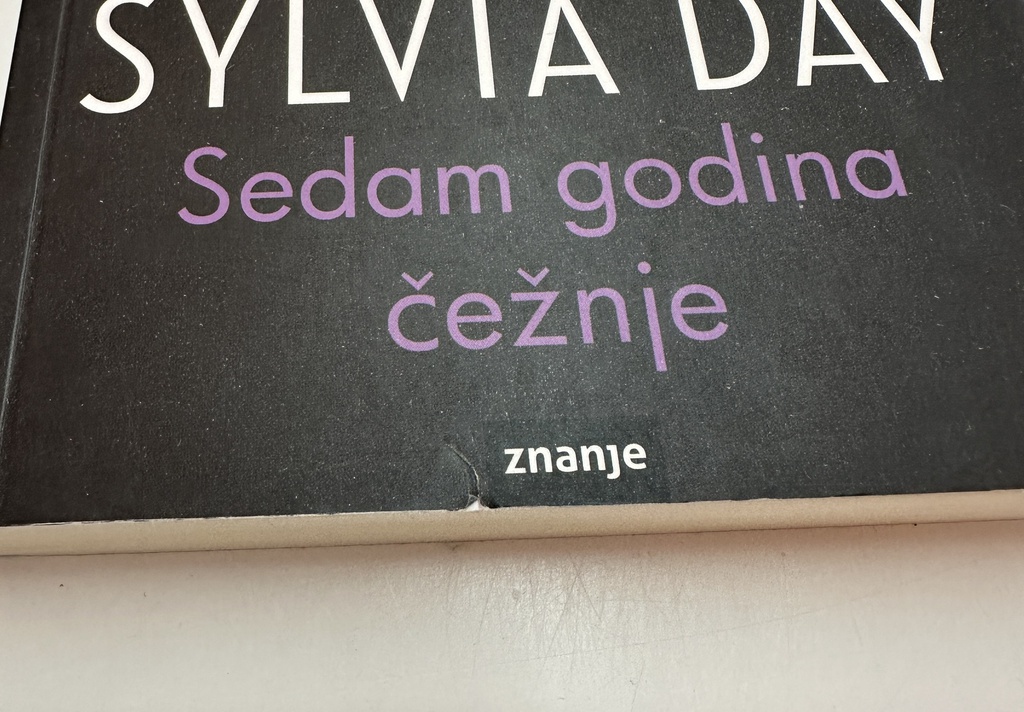 SYLVIA DAY
Sedam godina
čežnje
znanje